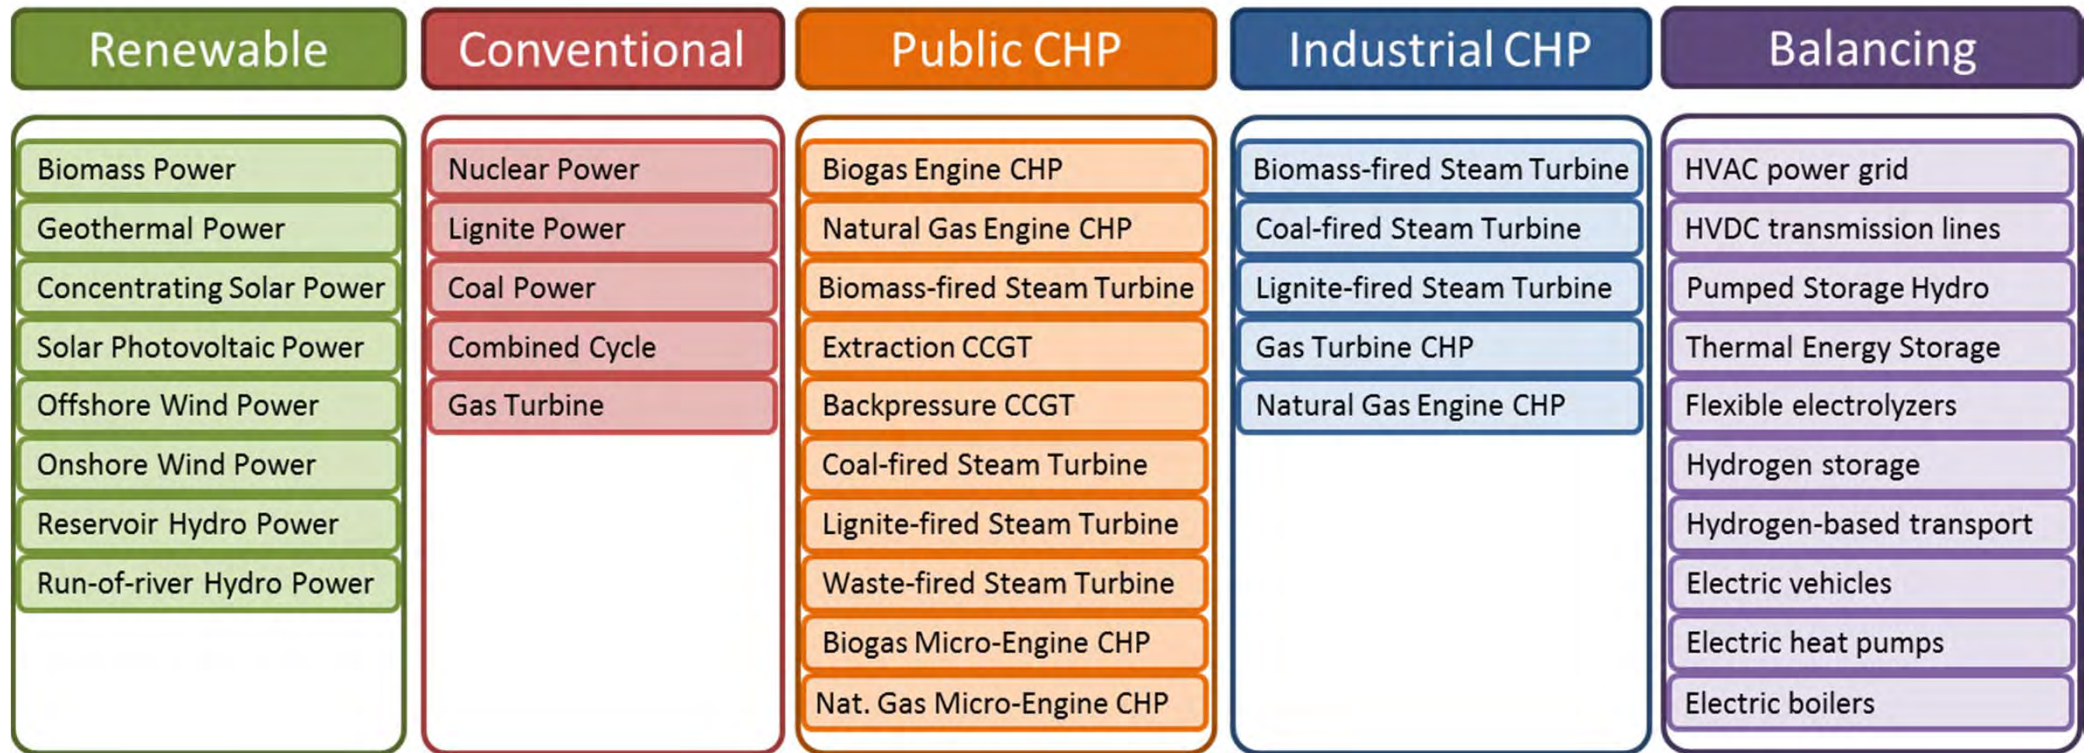 Renewable
Biomass Power
Geothermal Power
Concentrating Solar Power
Solar Photovoltaic Power
Offshore Wind Power
Onshore Wind Power
Reservoir Hydro Power
Run-of-river Hydro Power
Conventional
Nuclear Power
Lignite Power
Coal Power
Combined Cycle
Gas Turbine
Public CHP
Biogas Engine CHP
Natural Gas Engine CHP
Biomass-fired Steam Turbine
Extraction CCGT
Backpressure CCGT
Coal-fired Steam Turbine
Lignite-fired Steam Turbine
Waste-fired Steam Turbine
Biogas Micro-Engine CHP
Nat. Gas Micro-Engine CHP
Industrial CHP
Biomass-fired Steam Turbine
Coal-fired Steam Turbine
Lignite-fired Steam Turbine
Gas Turbine CHP
Natural Gas Engine CHP
Balancing
HVAC power grid
HVDC transmission lines
Pumped Storage Hydro
Thermal Energy Storage
Flexible electrolyzers
Hydrogen storage
Hydrogen-based transport
Electric vehicles
Electric heat pumps
Electric boilers